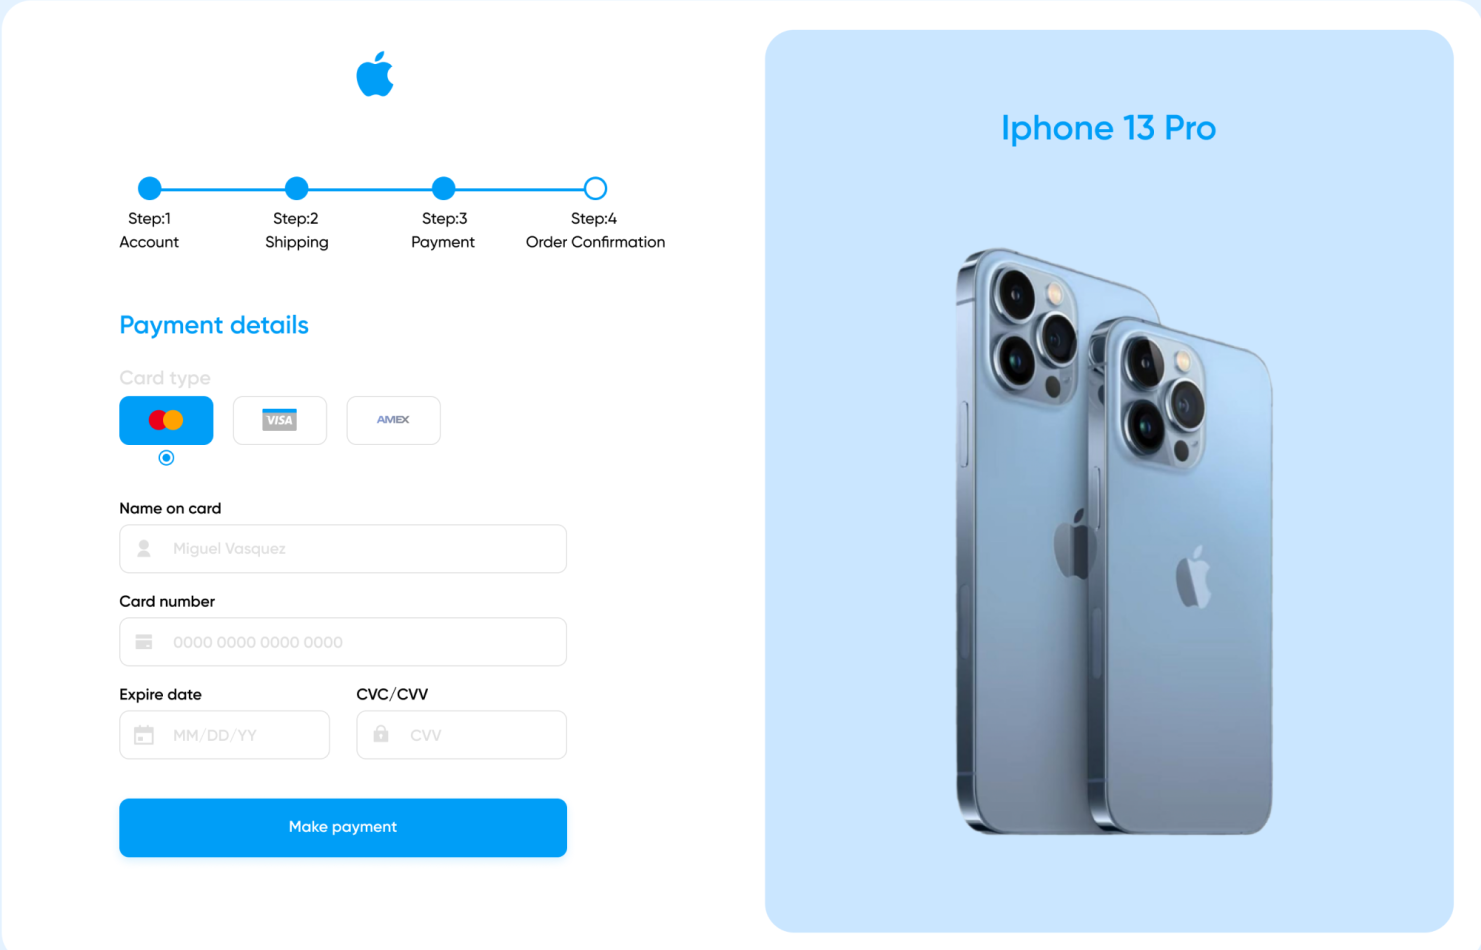 Iphone 13 Pro
Step:1
Account
Step:2
Shipping
Step:3
Payment
Step:4
Order Confirmation
Payment details
Card type
VISA
AMEX
Name on card
Miguel Vasquez
Card number
0000 0000 0000 0000
Expire date
MM/DD/YY
CVC/CVV
CVV
Make payment